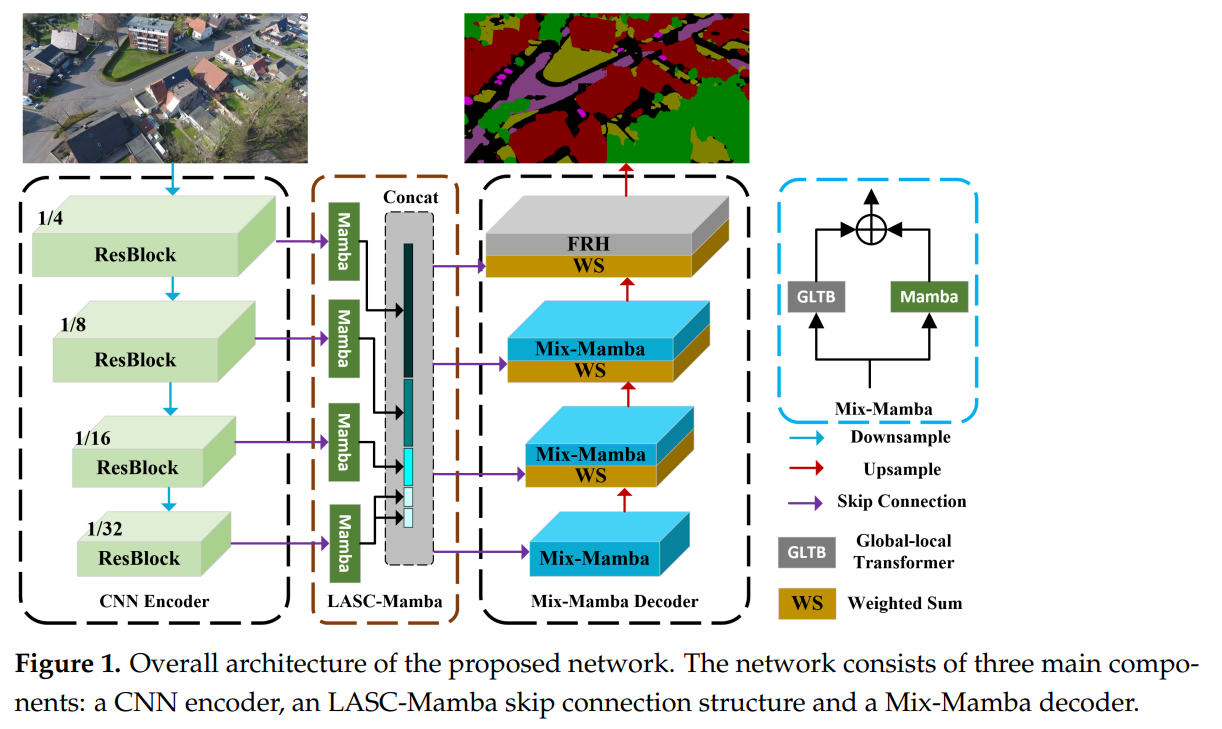 1/4
ResBlock
1/8
ResBlock
1/16
ResBlock
1/32
ResBlock
CNN Encoder
Mamba
Mamba
Mamba
Mamba
Concat
LASC-Mamba
FRH
WS
Mix-Mamba
WS
Mix-Mamba
WS
Mix-Mamba
Mix-Mamba Decoder
GLTB
Mamba
Mix-Mamba
Downsample
Upsample
Skip Connection
GLTB
Global-local
Transformer
WS
Weighted Sum
Figure 1. Overall architecture of the proposed network. The network consists of three main compo-
nents: a CNN encoder, an LASC-Mamba skip connection structure and a Mix-Mamba decoder.